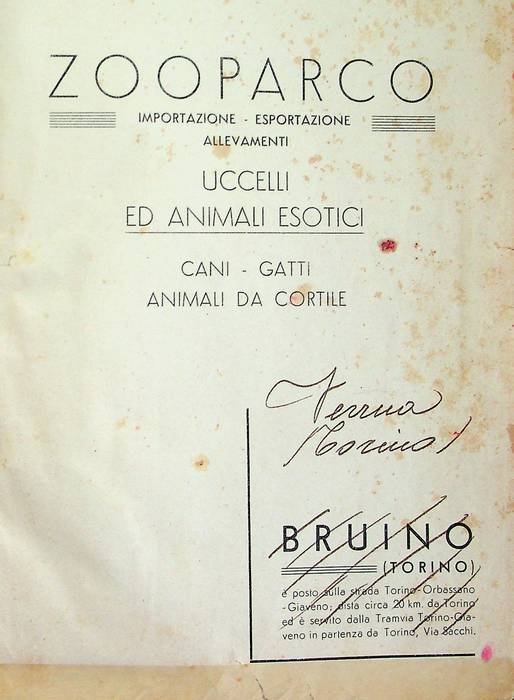 ZOOPARCO
IMPORTAZIONE - ESPORTAZIONE
ALLEVAMENTI
UCCELLI
ED ANIMALI ESOTICI
CANI - GATTI
ANIMALI DA CORTILE
Verrua
(Torino)
BRUINO
(TORINO)
è posto sulla strada Torino-Orbassano
-Giaveno; dista circa 20 km. da Torino
ed è servito dalla Tramvia Torino-Gia-
veno in partenza da Torino, Via Sacchi.